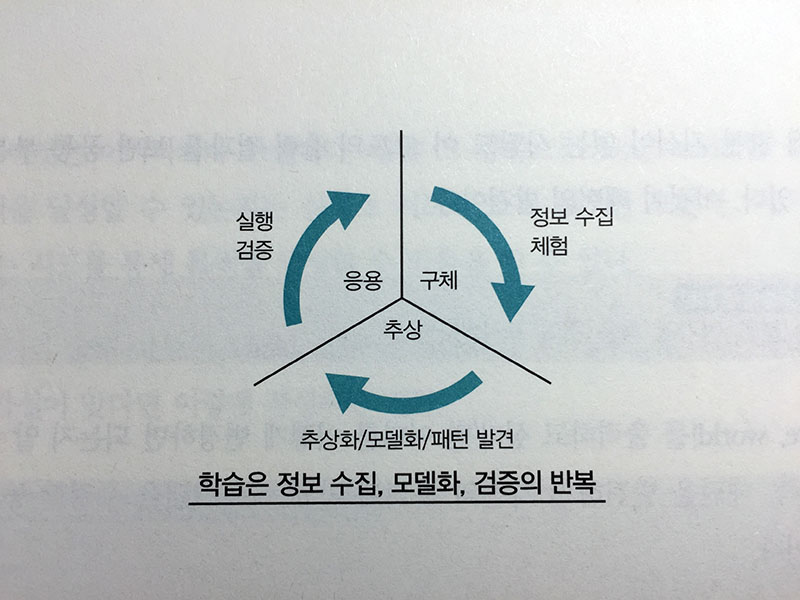 실행
검증
정보 수집
체험
응용
구체
추상
추상화/모델화/패턴 발견
학습은 정보 수집, 모델화, 검증의 반복